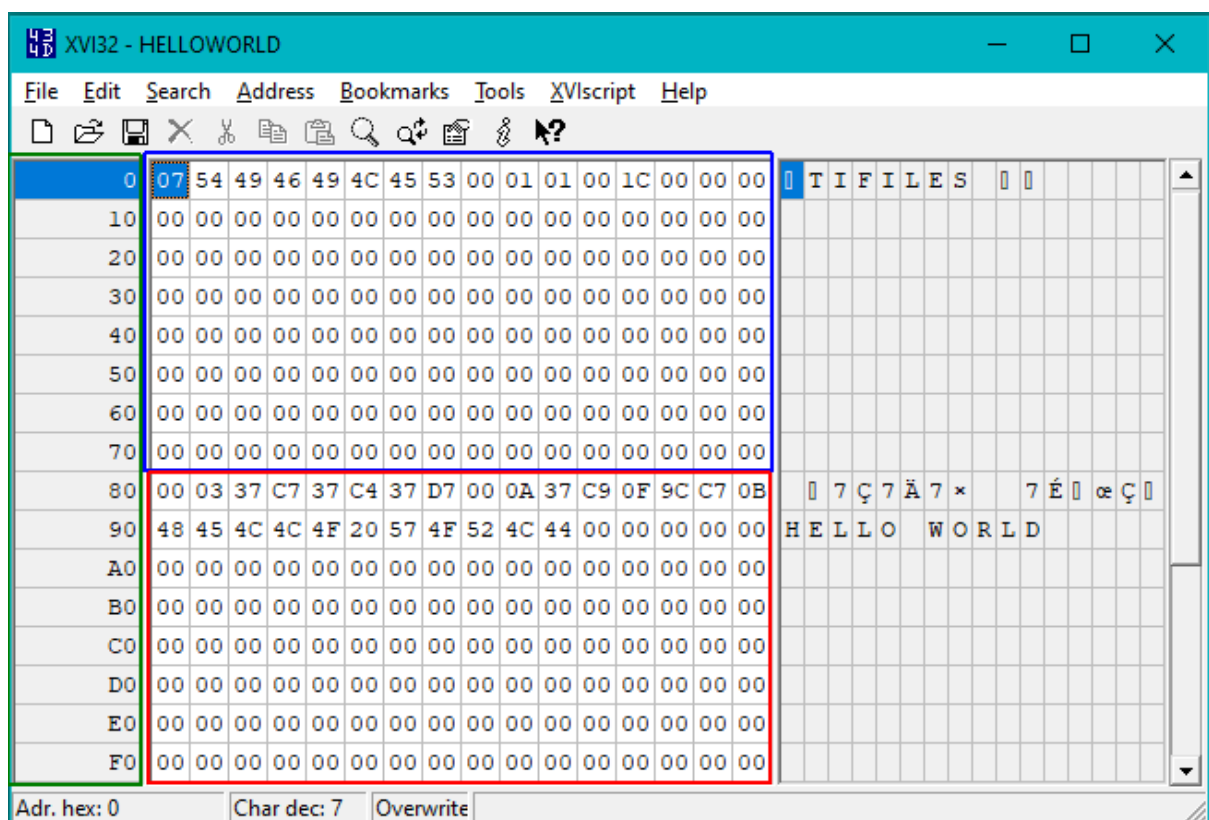 XVI32 - HELLOWORLD
File Edit Search Address Bookmarks Tools XVIscript Help
0 07 54 49 46 49 4C 45 53 00 01 01 00 1C 00 00 00 ▯ T I F I L E S ▯ ▯
10 00 00 00 00 00 00 00 00 00 00 00 00 00 00 00 00
20 00 00 00 00 00 00 00 00 00 00 00 00 00 00 00 00
30 00 00 00 00 00 00 00 00 00 00 00 00 00 00 00 00
40 00 00 00 00 00 00 00 00 00 00 00 00 00 00 00 00
50 00 00 00 00 00 00 00 00 00 00 00 00 00 00 00 00
60 00 00 00 00 00 00 00 00 00 00 00 00 00 00 00 00
70 00 00 00 00 00 00 00 00 00 00 00 00 00 00 00 00
80 00 03 37 C7 37 C4 37 D7 00 0A 37 C9 0F 9C C7 0B ▯ 7 Ç 7 Ä 7 × 7 É ▯ œ Ç ▯
90 48 45 4C 4C 4F 20 57 4F 52 4C 44 00 00 00 00 00 H E L L O W O R L D
A0 00 00 00 00 00 00 00 00 00 00 00 00 00 00 00 00
B0 00 00 00 00 00 00 00 00 00 00 00 00 00 00 00 00
C0 00 00 00 00 00 00 00 00 00 00 00 00 00 00 00 00
D0 00 00 00 00 00 00 00 00 00 00 00 00 00 00 00 00
E0 00 00 00 00 00 00 00 00 00 00 00 00 00 00 00 00
F0 00 00 00 00 00 00 00 00 00 00 00 00 00 00 00 00
Adr. hex: 0 Char dec: 7 Overwrite